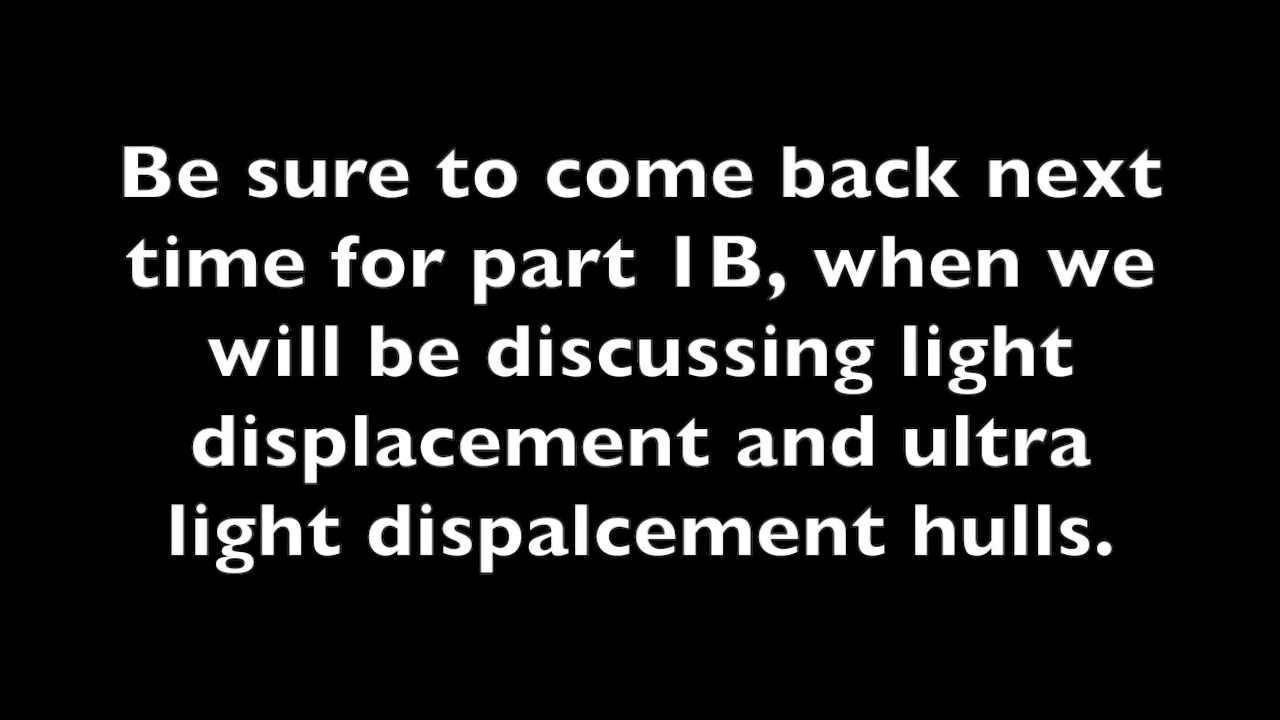 Be sure to come back next
time for part 1B, when we
will be discussing light
displacement and ultra
light dispalcement hulls.